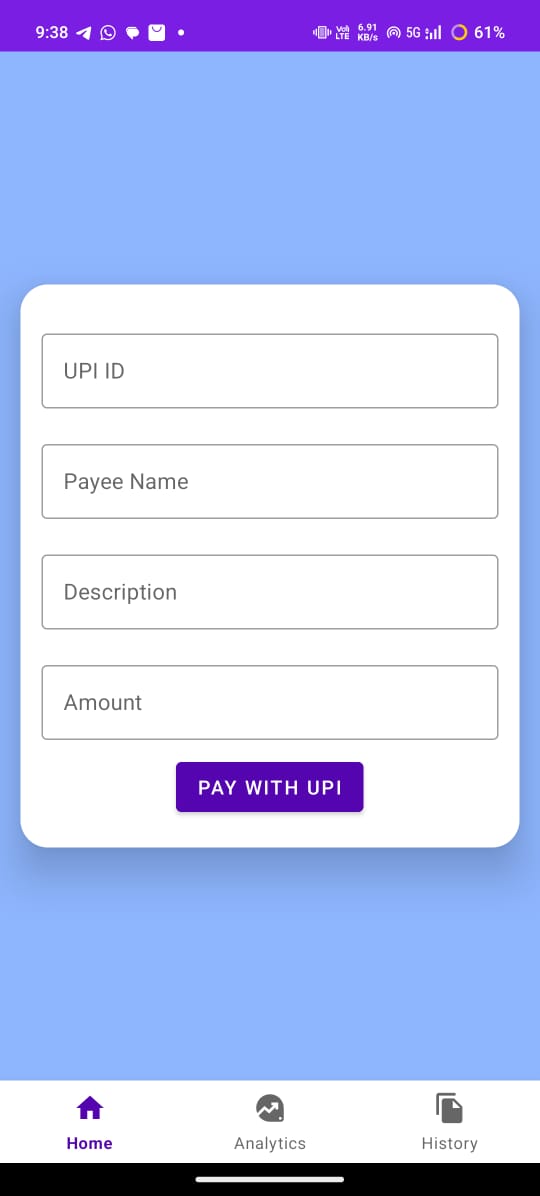 9:38 Vo) LTE 6.91 KB/s 5G 61%
UPI ID
Payee Name
Description
Amount
PAY WITH UPI
Home Analytics History